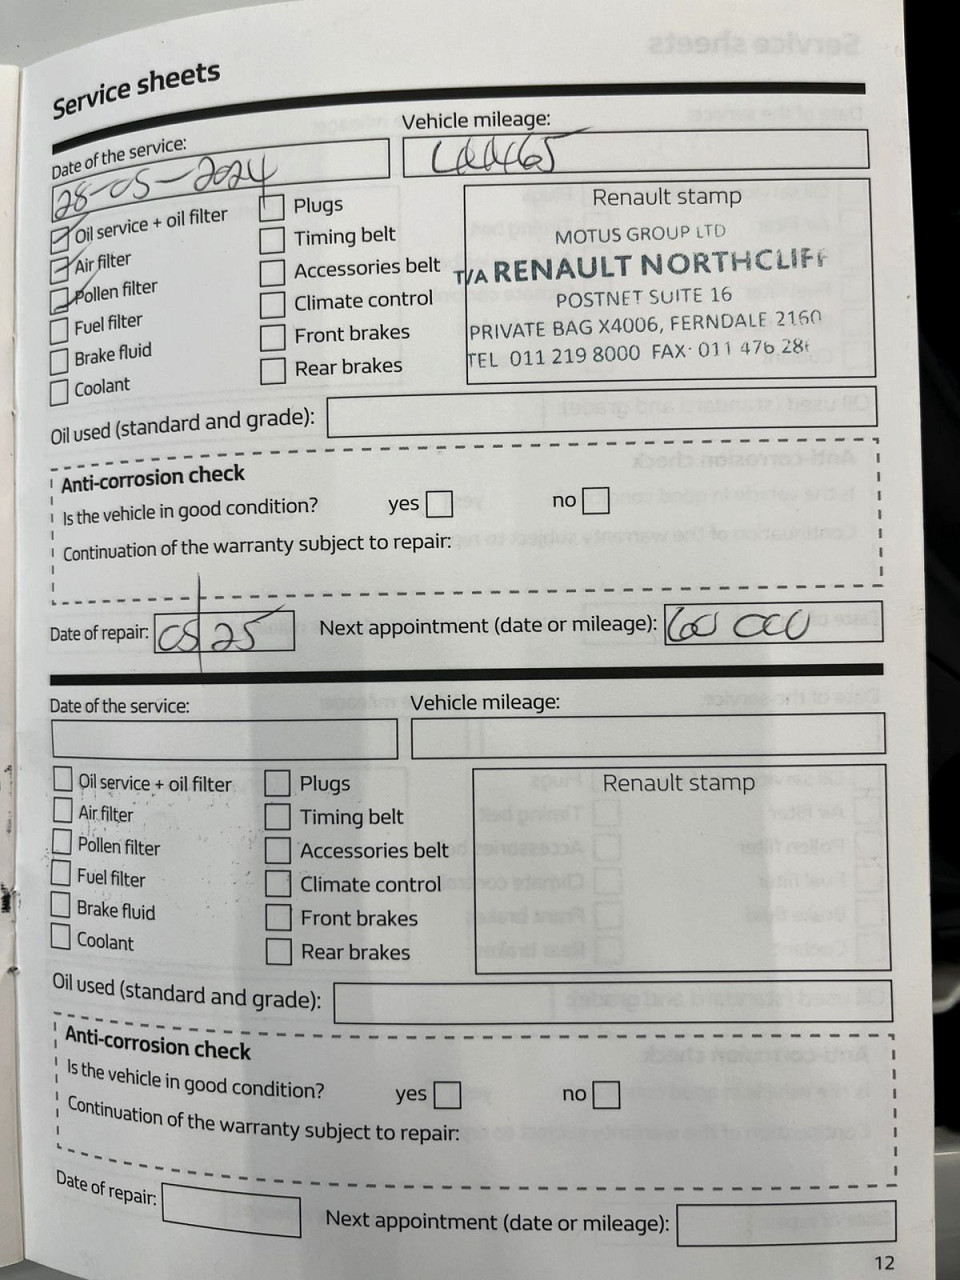 Service sheets
Date of the service:
Vehicle mileage:
28-05-2024
44465
Oil service + oil filter
Air filter
Pollen filter
Fuel filter
Brake fluid
Coolant
Plugs
Timing belt
Accessories belt
Climate control
Front brakes
Rear brakes
Renault stamp
MOTUS GROUP LTD
T/A RENAULT NORTHCLIFF
POSTNET SUITE 16
PRIVATE BAG X4006, FERNDALE 2160
TEL 011 219 8000 FAX: 011 476 28
Oil used (standard and grade):
Anti-corrosion check
Is the vehicle in good condition? yes no
Continuation of the warranty subject to repair:
Date of repair: 05 25 Next appointment (date or mileage): 60 000
Date of the service:
Vehicle mileage:
Oil service + oil filter
Air filter
Pollen filter
Fuel filter
Brake fluid
Coolant
Plugs
Timing belt
Accessories belt
Climate control
Front brakes
Rear brakes
Renault stamp
Oil used (standard and grade):
Anti-corrosion check
Is the vehicle in good condition? yes no
Continuation of the warranty subject to repair:
Date of repair:
Next appointment (date or mileage):
12